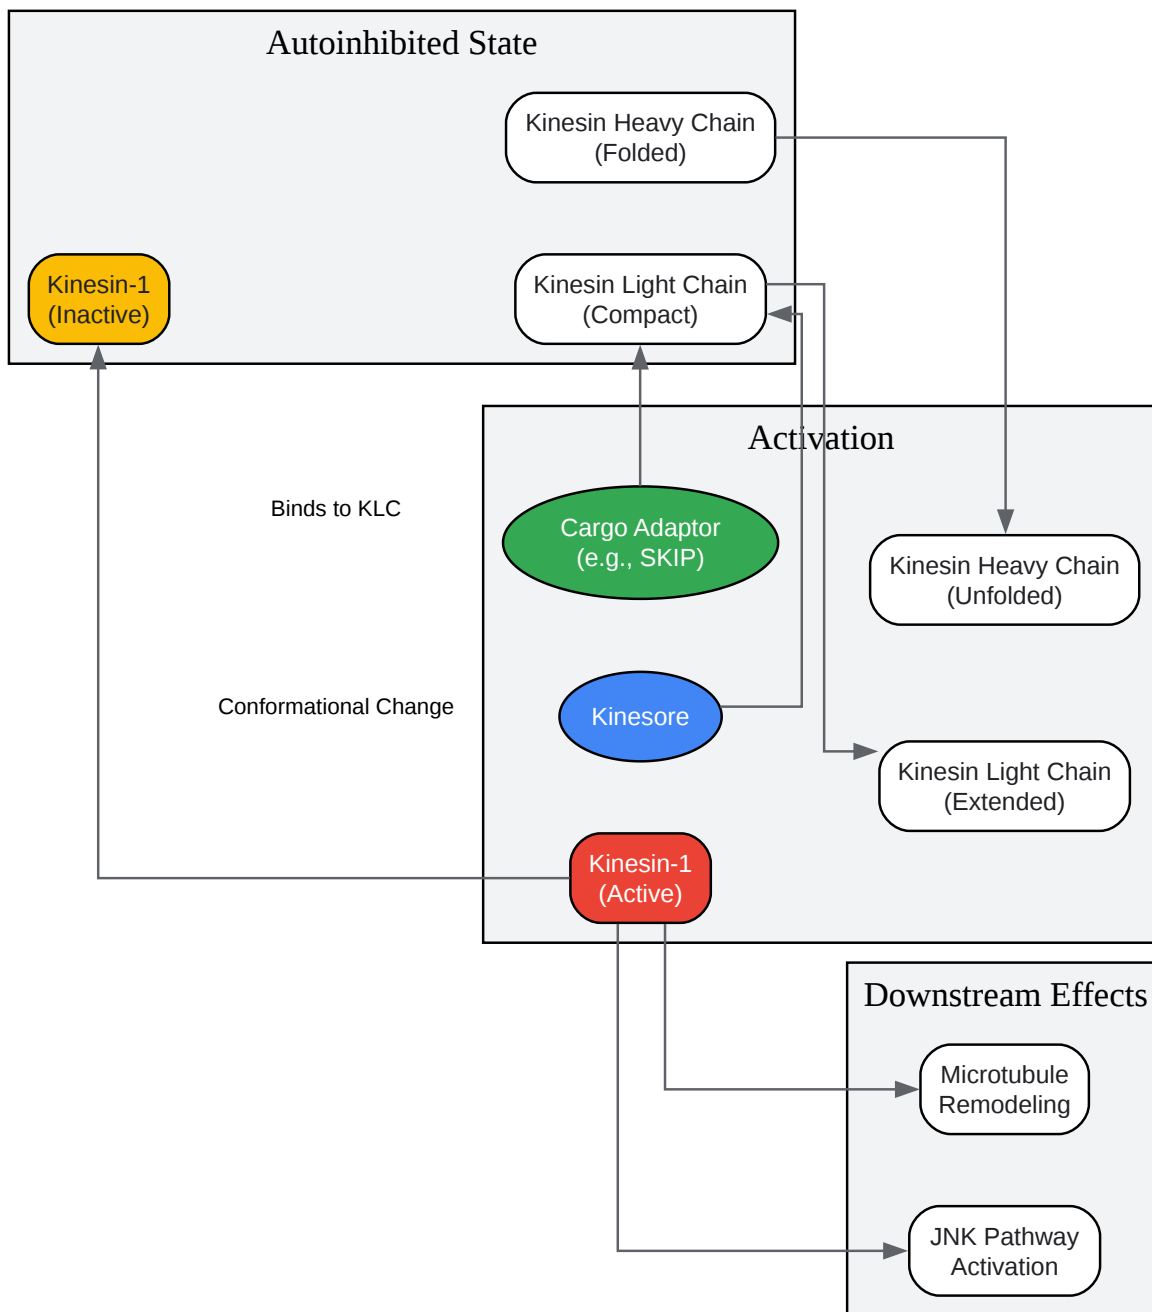 Autoinhibited State
Kinesin Heavy Chain
(Folded)
Kinesin-1
(Inactive)
Kinesin Light Chain
(Compact)
Activation
Binds to KLC
Cargo Adaptor
(e.g., SKIP)
Kinesin Heavy Chain
(Unfolded)
Conformational Change
Kinesore
Kinesin Light Chain
(Extended)
Kinesin-1
(Active)
Downstream Effects
Microtubule
Remodeling
JNK Pathway
Activation